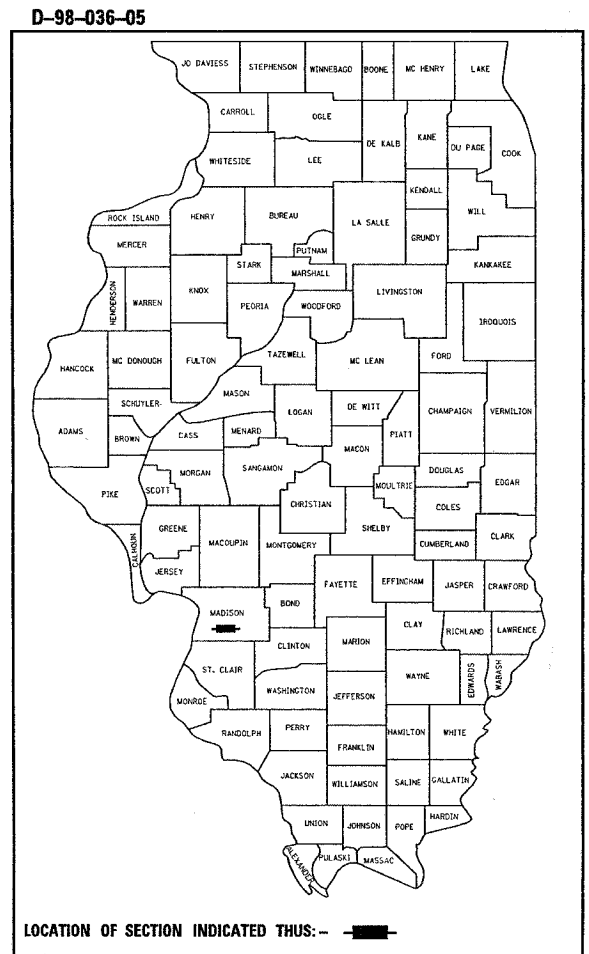 D-98-036-05
JO DAVIESS
STEPHENSON
WINNEBAGO
BOONE
MC HENRY
LAKE
CARROLL
OGLE
DE KALB
KANE
DU PAGE
COOK
WHITESIDE
LEE
KENDALL
WILL
ROCK ISLAND
HENRY
BUREAU
LA SALLE
GRUNDY
MERCER
PUTNAM
KANKAKEE
STARK
MARSHALL
HENDERSON
WARREN
KNOX
PEORIA
WOODFORD
LIVINGSTON
IROQUOIS
HANCOCK
MC DONOUGH
FULTON
TAZEWELL
MC LEAN
FORD
MASON
SCHUYLER
LOGAN
DE WITT
CHAMPAIGN
VERMILION
ADAMS
BROWN
CASS
MENARD
PIATT
MACON
PIKE
SCOTT
MORGAN
SANGAMON
DOUGLAS
EDGAR
MOULTRIE
CHRISTIAN
COLES
GREENE
MACOUPIN
MONTGOMERY
SHELBY
CUMBERLAND
CLARK
CALHOUN
JERSEY
FAYETTE
EFFINGHAM
JASPER
CRAWFORD
MADISON
BOND
CLAY
RICHLAND
LAWRENCE
CLINTON
MARION
ST. CLAIR
WAYNE
EDWARDS
WABASH
WASHINGTON
JEFFERSON
MONROE
RANDOLPH
PERRY
HAMILTON
WHITE
FRANKLIN
JACKSON
WILLIAMSON
SALINE
GALLATIN
UNION
JOHNSON
POPE
HARDIN
ALEXANDER
PULASKI
MASSAC
LOCATION OF SECTION INDICATED THUS:-